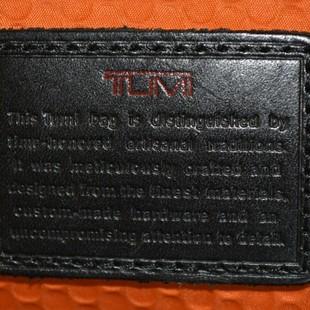 TUMI
This Tumi bag is distinguished by
time-honored artisanal traditions.
It was meticulously crafted and
designed from the finest materials,
custom-made hardware and an
uncompromising attention to detail.